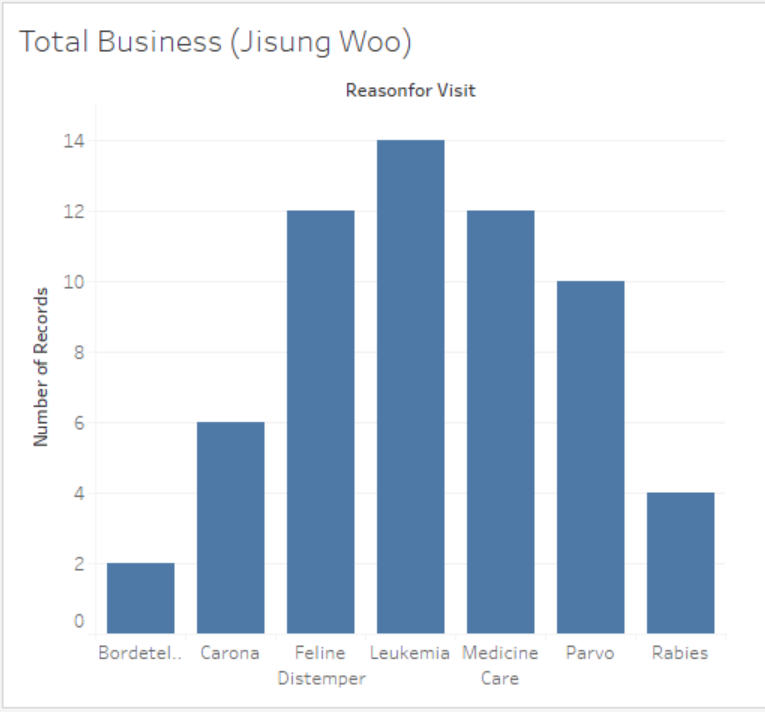 Total Business (Jisung Woo)
Reasonfor Visit
Number of Records
14
12
10
8
6
4
2
0
Bordetel.. Carona Feline Distemper Leukemia Medicine Care Parvo Rabies